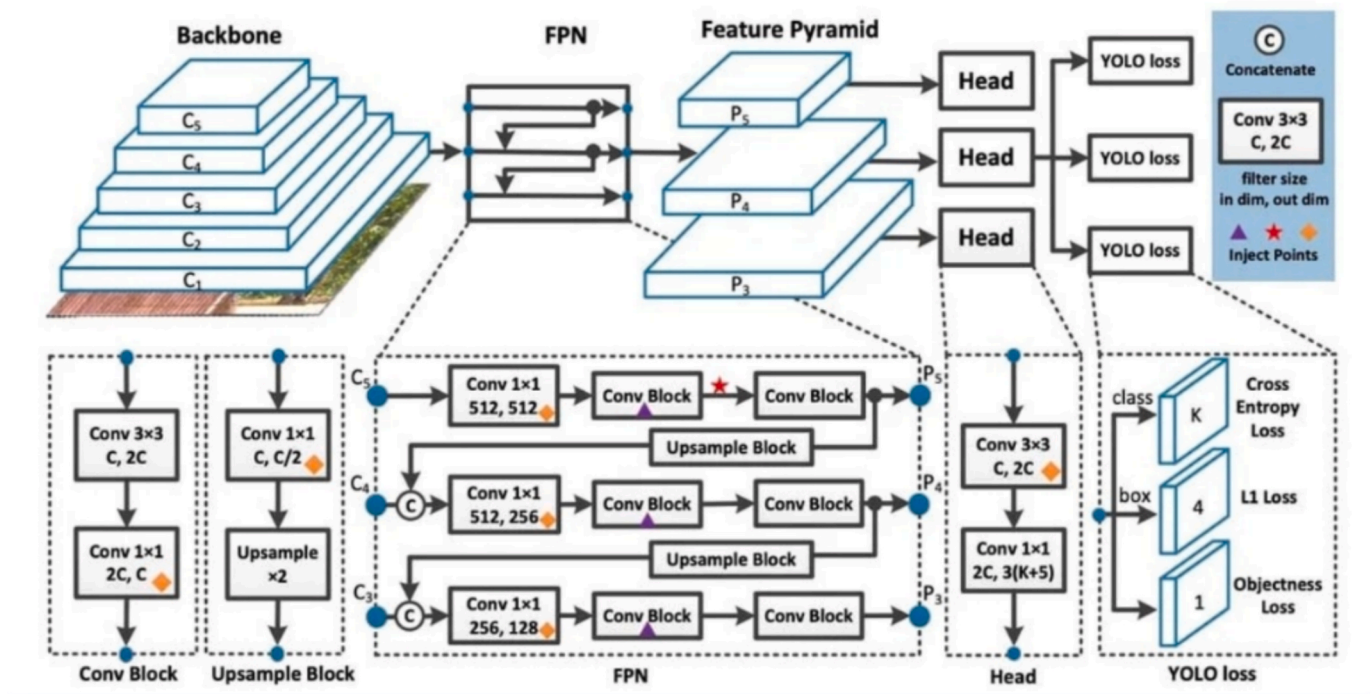 Backbone
FPN
Feature Pyramid
C5
C4
C3
C2
C1
P5
P4
P3
Head
Head
Head
YOLO loss
YOLO loss
YOLO loss
C
Concatenate
Conv 3×3
C, 2C
filter size
in dim, out dim
Inject Points
Conv 3×3
C, 2C
Conv 1×1
2C, C
Conv Block
Conv 1×1
C, C/2
Upsample
×2
Upsample Block
C5
Conv 1×1
512, 512
Conv Block
Conv Block
P5
Upsample Block
C4
C
Conv 1×1
512, 256
Conv Block
Conv Block
P4
Upsample Block
C3
C
Conv 1×1
256, 128
Conv Block
Conv Block
P3
FPN
Conv 3×3
C, 2C
Conv 1×1
2C, 3(K+5)
Head
class
K
Cross
Entropy
Loss
box
4
L1 Loss
1
Objectness
Loss
YOLO loss